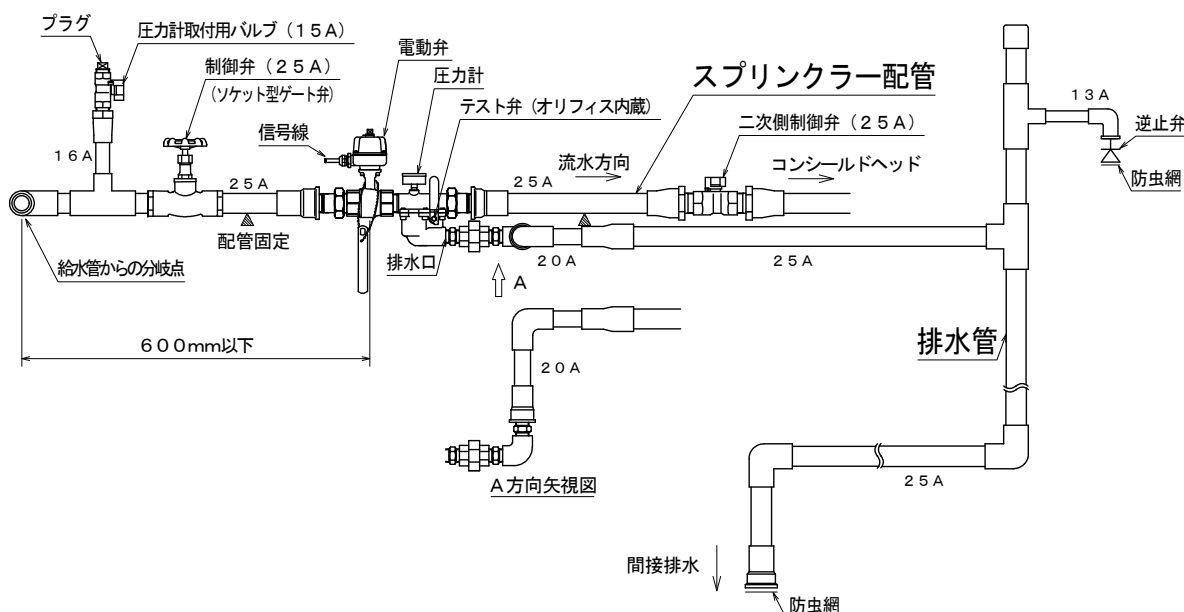 プラグ
圧力計取付用バルブ（１５Ａ）
制御弁（２５Ａ）
（ソケット型ゲート弁）
電動弁
圧力計
テスト弁（オリフィス内蔵）
信号線
スプリンクラー配管
二次側制御弁（２５Ａ）
１３Ａ
逆止弁
防虫網
１６Ａ
２５Ａ
２５Ａ
流水方向
コンシールドヘッド
配管固定
給水管からの分岐点
排水口
２０Ａ
２５Ａ
Ａ
６００mm以下
排水管
２０Ａ
Ａ方向矢視図
２５Ａ
間接排水
防虫網